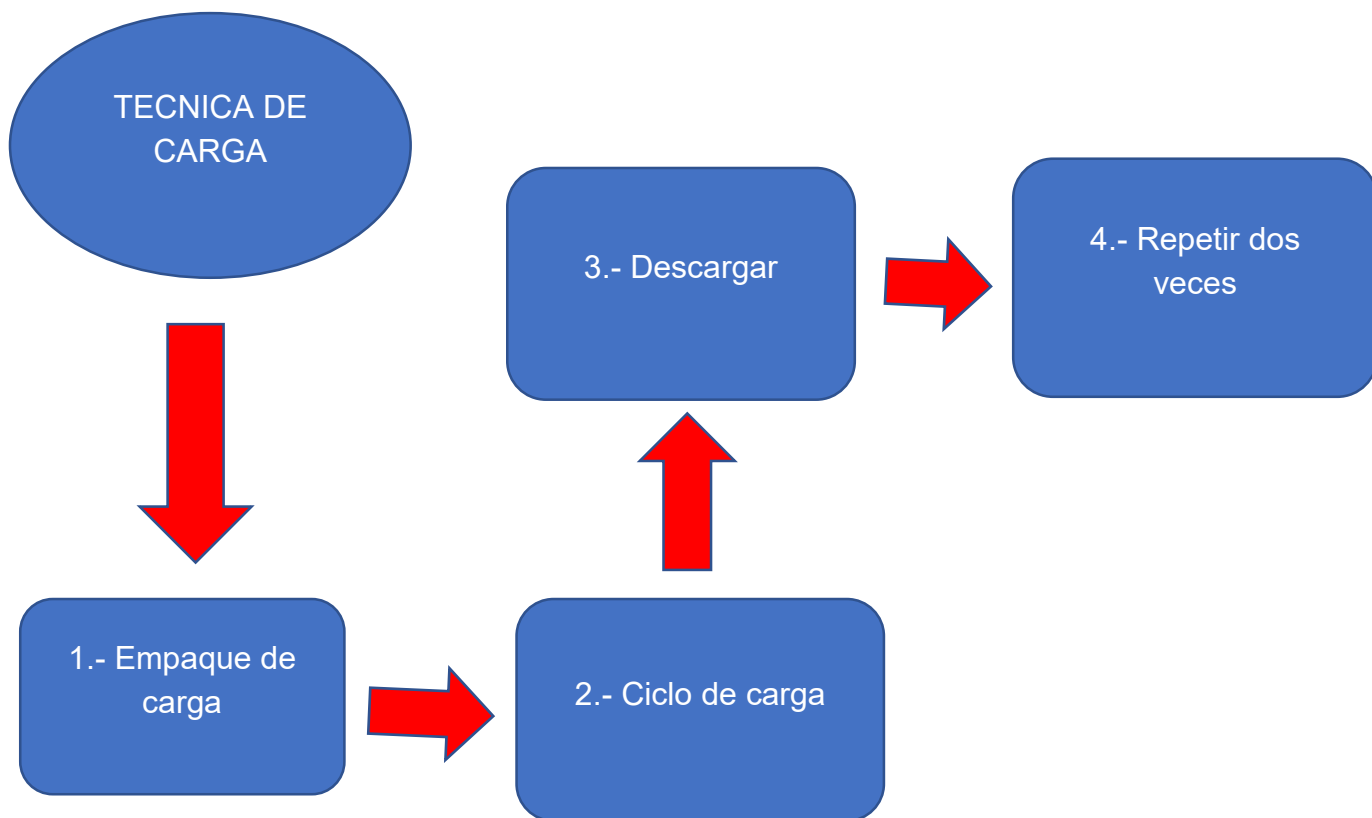 TECNICA DE
CARGA
1.- Empaque de
carga
2.- Ciclo de carga
3.- Descargar
4.- Repetir dos
veces